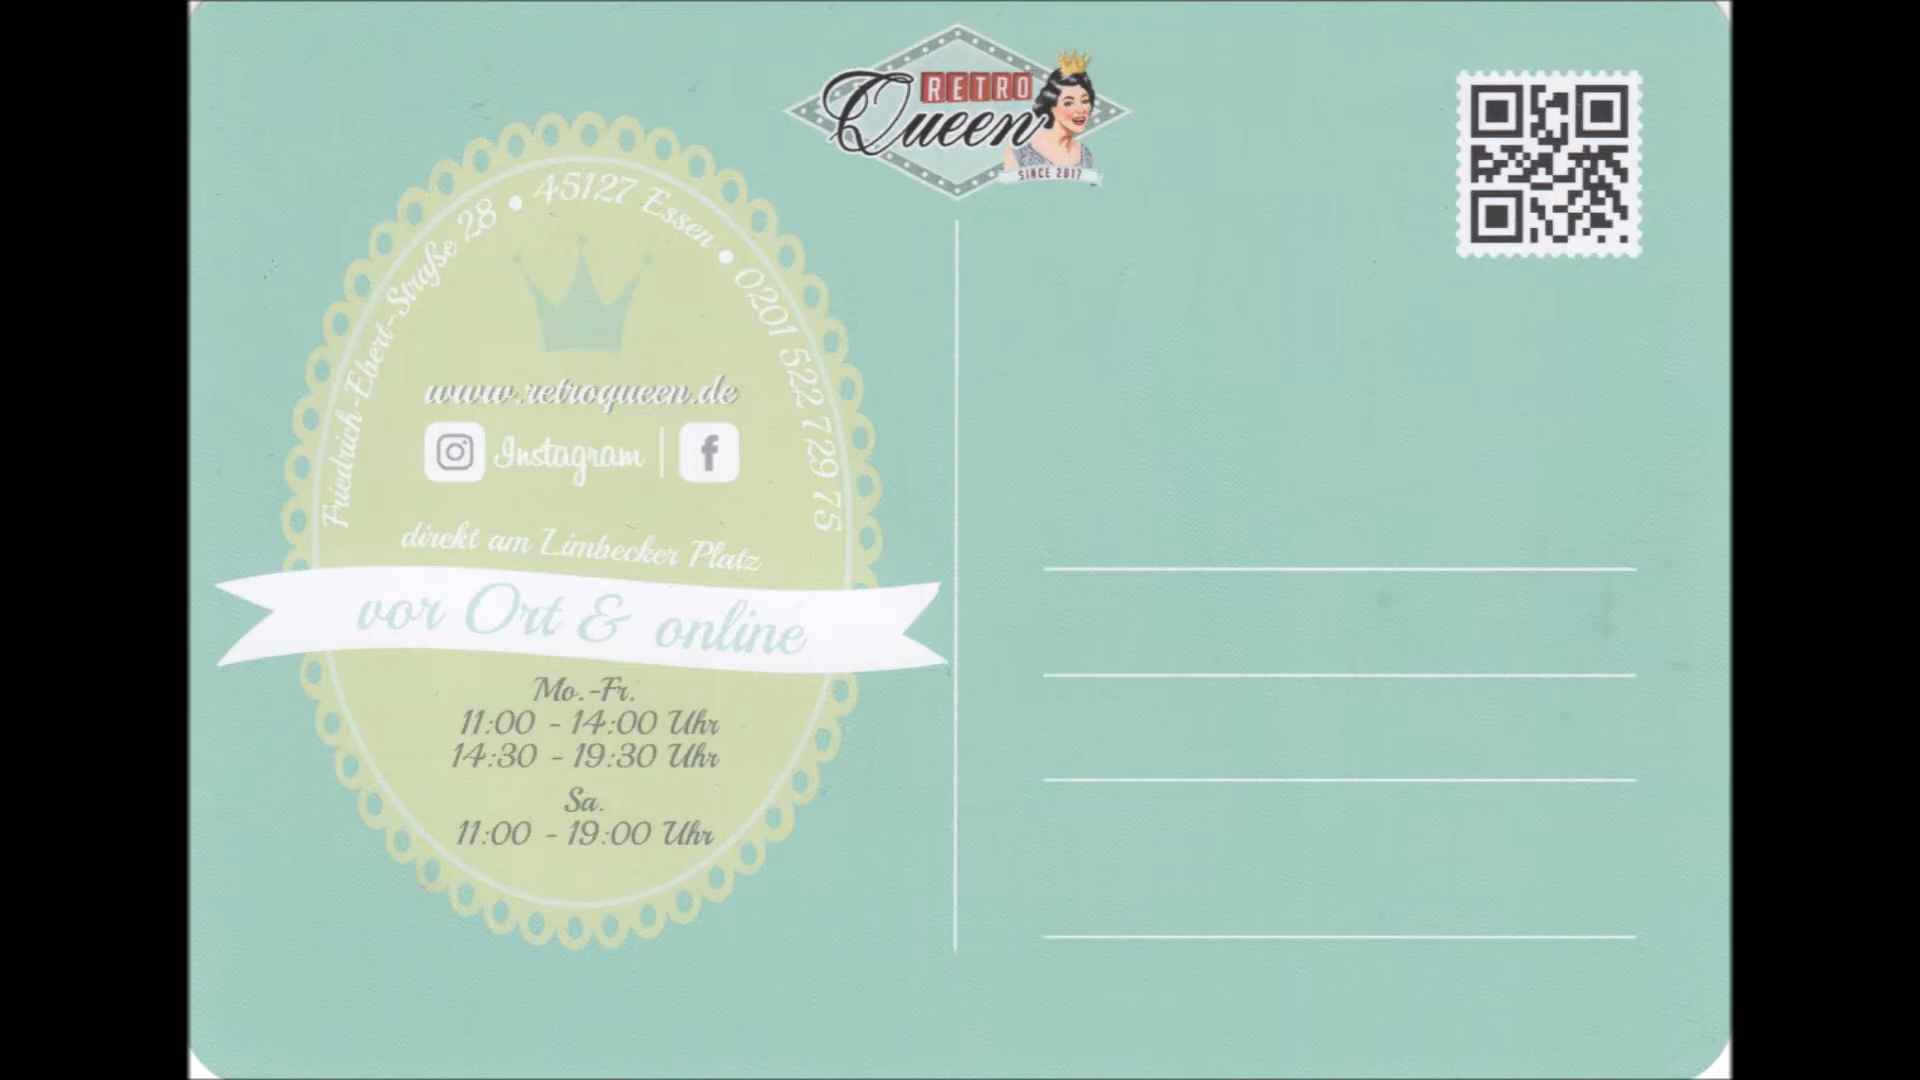 RETRO
Queen
SINCE 2017
Friedrich-Ebert-Straße 28 • 45127 Essen • 0201 522 729 75
www.retroqueen.de
Instagram | f
direkt am Limbecker Platz
vor Ort & online
Mo.-Fr.
11:00 - 14:00 Uhr
14:30 - 19:30 Uhr
Sa.
11:00 - 19:00 Uhr